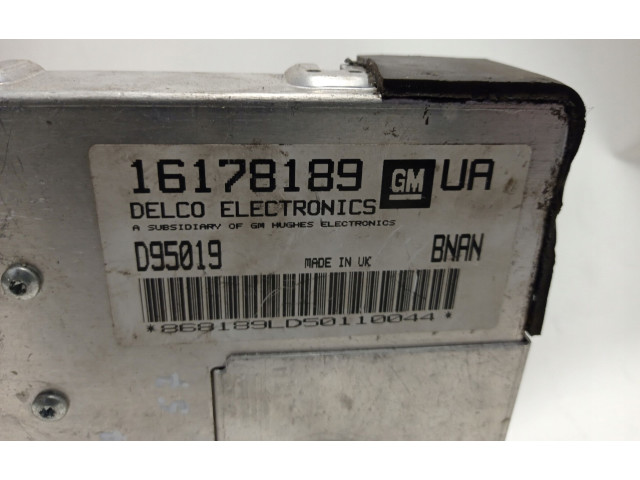 16178189 GM UA
DELCO ELECTRONICS
A SUBSIDIARY OF GM HUGHES ELECTRONICS
D95019 MADE IN UK BNAN
*868189LD50110044*